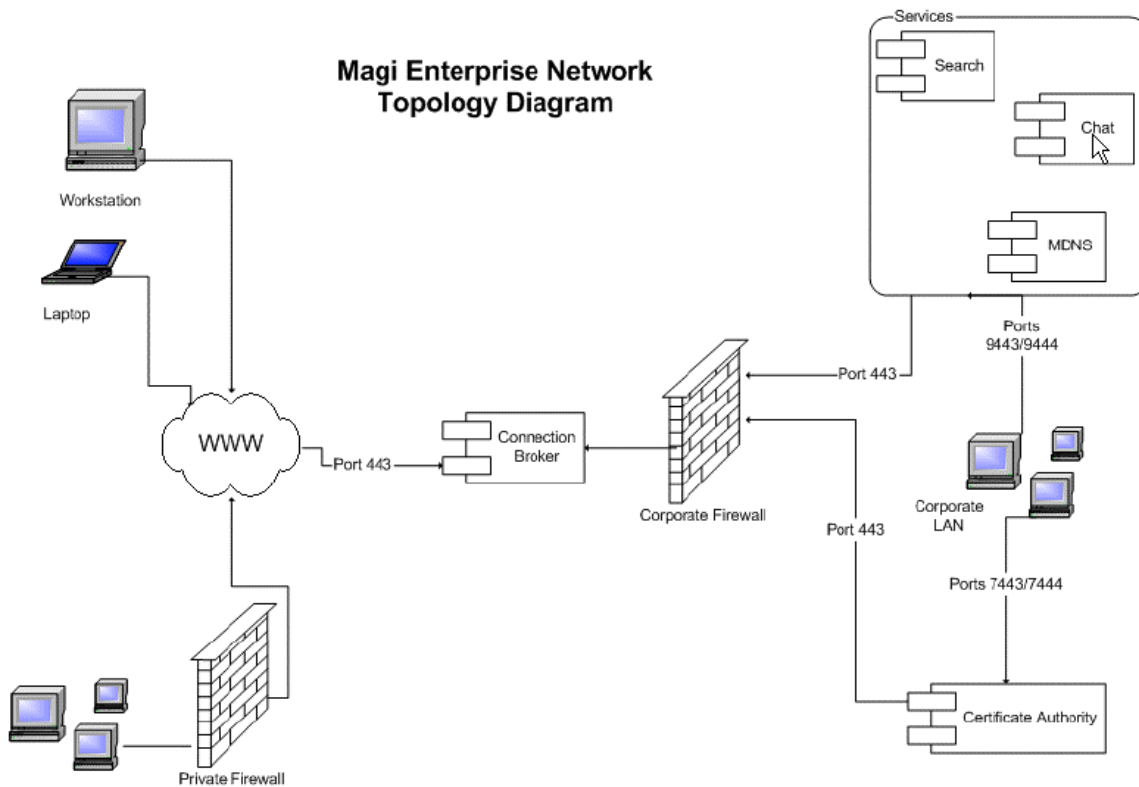 Magi Enterprise Network
Topology Diagram
Services
Search
Chat
MDNS
Workstation
Laptop
WWW
Port 443
Connection
Broker
Corporate Firewall
Port 443
Port 443
Ports
9443/9444
Corporate
LAN
Ports 7443/7444
Certificate Authority
Private Firewall